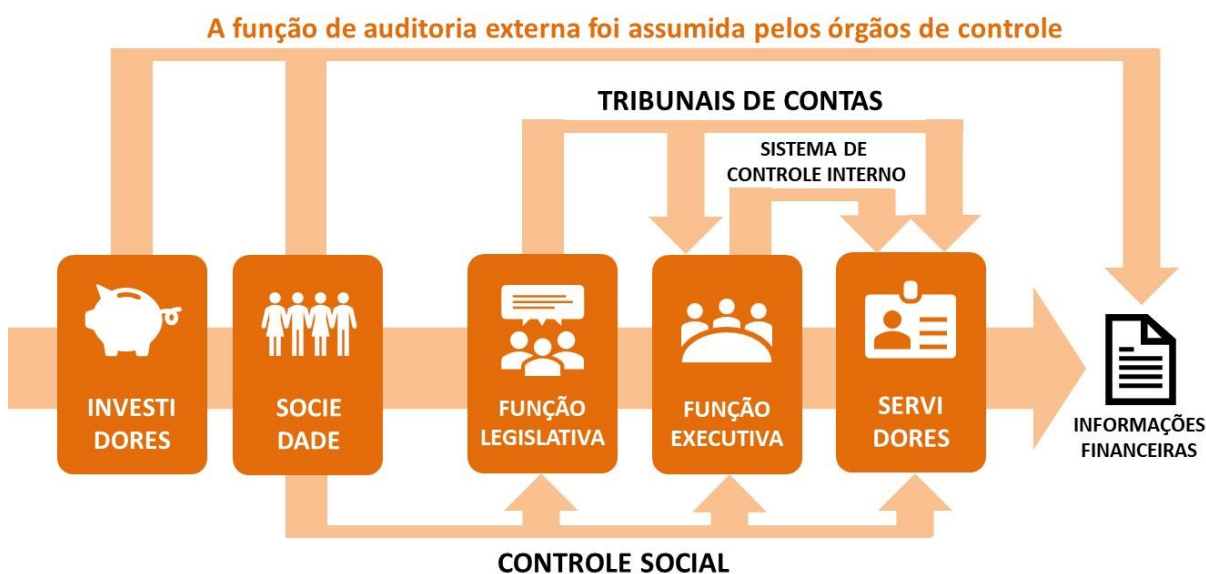 A função de auditoria externa foi assumida pelos órgãos de controle
TRIBUNAIS DE CONTAS
SISTEMA DE
CONTROLE INTERNO
INVESTI
DORES
SOCIE
DADE
FUNÇÃO
LEGISLATIVA
FUNÇÃO
EXECUTIVA
SERVI
DORES
INFORMAÇÕES
FINANCEIRAS
CONTROLE SOCIAL